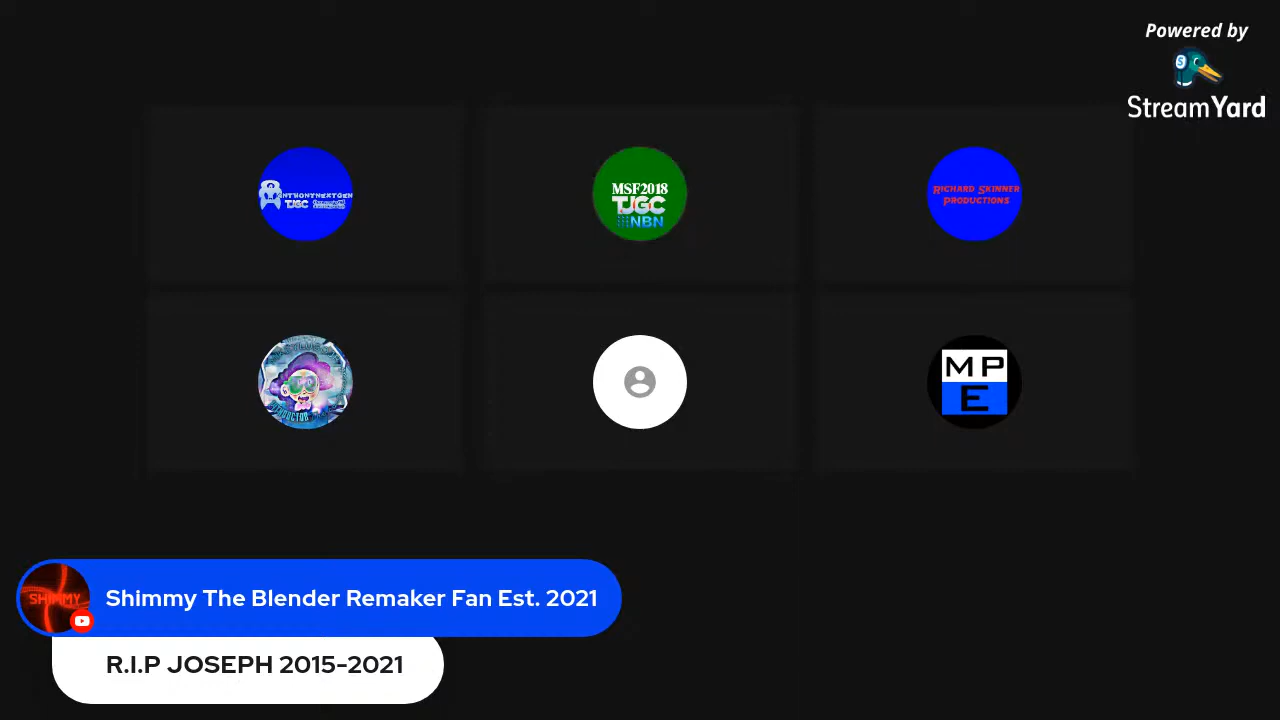 Powered by
StreamYard
ANTHONYNEXTGEN
TJGC
MSF2018
TJGC
NBN
RICHARD SKINNER
PRODUCTIONS
M P
E
SHIMMY
Shimmy The Blender Remaker Fan Est. 2021
R.I.P JOSEPH 2015-2021